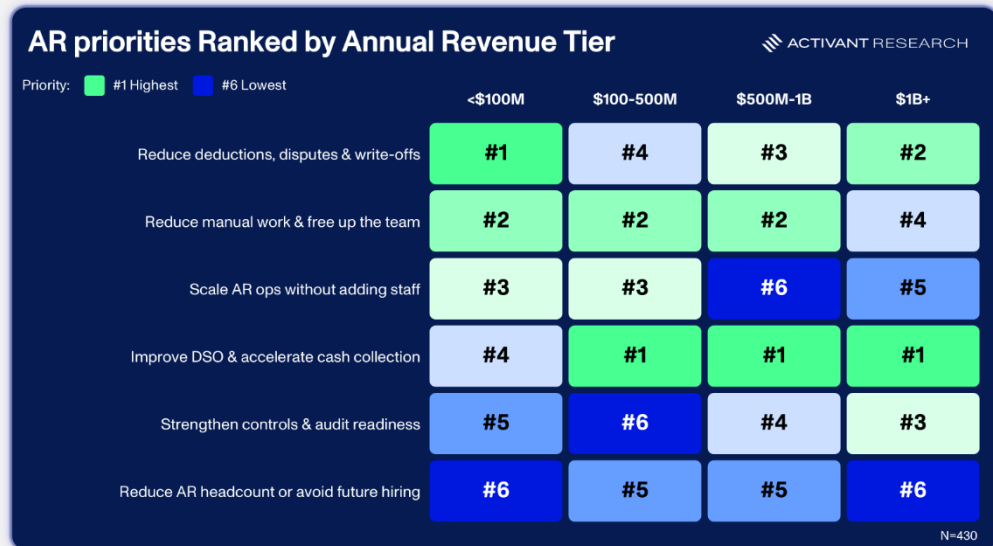 AR priorities Ranked by Annual Revenue Tier
ACTIVANT RESEARCH
Priority: #1 Highest #6 Lowest
<$100M $100-500M $500M-1B $1B+
Reduce deductions, disputes & write-offs #1 #4 #3 #2
Reduce manual work & free up the team #2 #2 #2 #4
Scale AR ops without adding staff #3 #3 #6 #5
Improve DSO & accelerate cash collection #4 #1 #1 #1
Strengthen controls & audit readiness #5 #6 #4 #3
Reduce AR headcount or avoid future hiring #6 #5 #5 #6
N=430